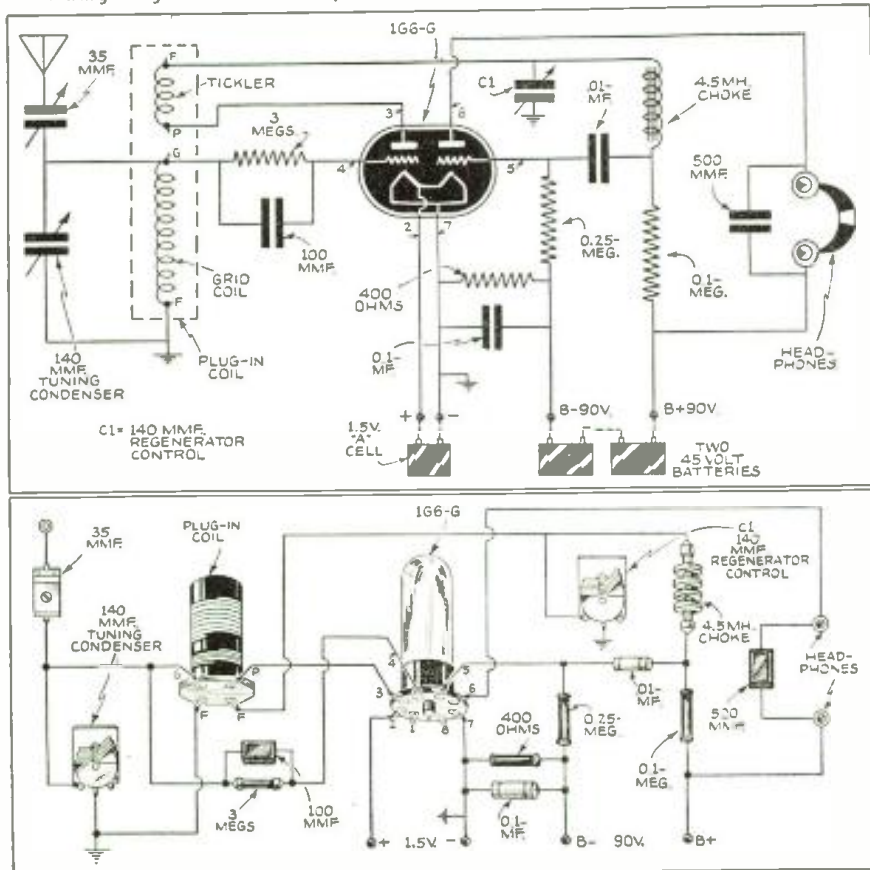 1G6-G
35
MMF.
F
TICKLER
P
G
3
MEGS
3
6
C1
.01-
MF.
4.5MH.
CHOKE
4
5
500
MMF.
2
7
100
MMF.
400
OHMS
0.25-
MEG.
0.1-
MEG.
HEAD-
PHONES
GRID
COIL
F
PLUG-IN
COIL
140
MMF.
TUNING
CONDENSER
0.1-
MF.
C1= 140 MMF.
REGENERATOR
CONTROL
+ -
1.5V.
"A"
CELL
B-90V.
B+90V.
TWO
45 VOLT
BATTERIES
1G6-G
35
MMF.
PLUG-IN
COIL
C1
140
MMF.
REGENERATOR
CONTROL
140
MMF.
TUNING
CONDENSER
4.5MH.
CHOKE
G
P
F
F
4
5
3
6
2
8
7
HEAD-
PHONES
.01-
MF.
500
MMF.
400
OHMS
0.25-
MEG.
0.1-
MEG.
100
MMF.
3
MEGS
0.1-
MF.
+ 1.5V. -
B- 90V. B+